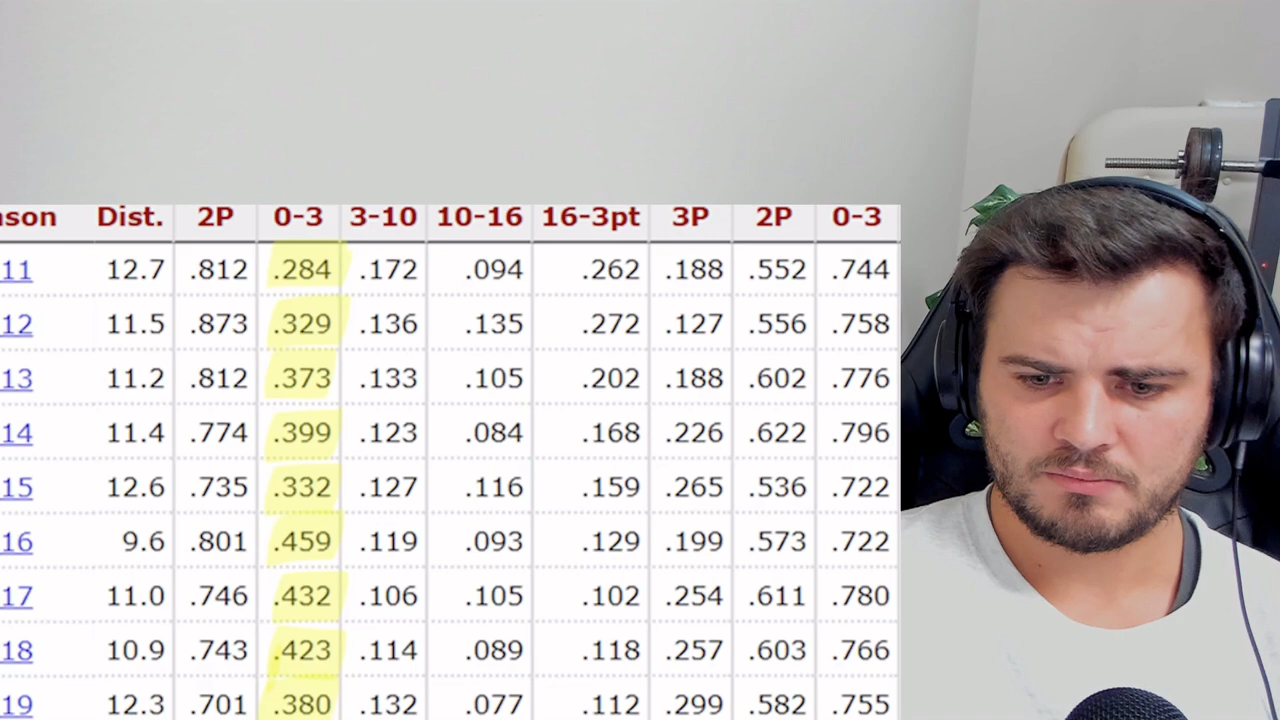 ason Dist. 2P 0-3 3-10 10-16 16-3pt 3P 2P 0-3
11 12.7 .812 .284 .172 .094 .262 .188 .552 .744
12 11.5 .873 .329 .136 .135 .272 .127 .556 .758
13 11.2 .812 .373 .133 .105 .202 .188 .602 .776
14 11.4 .774 .399 .123 .084 .168 .226 .622 .796
15 12.6 .735 .332 .127 .116 .159 .265 .536 .722
16 9.6 .801 .459 .119 .093 .129 .199 .573 .722
17 11.0 .746 .432 .106 .105 .102 .254 .611 .780
18 10.9 .743 .423 .114 .089 .118 .257 .603 .766
19 12.3 .701 .380 .132 .077 .112 .299 .582 .755